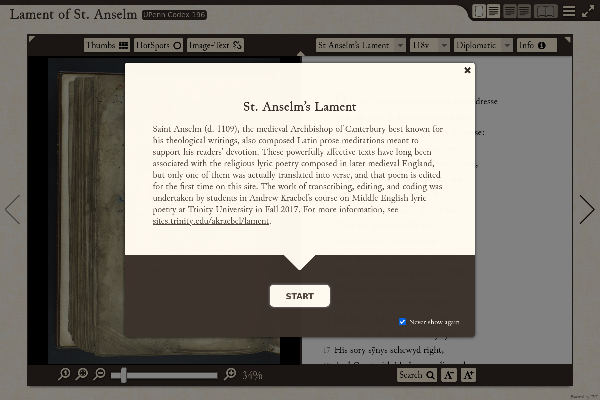 Lament of St. Anselm UPenn Codex 196
Thumbs HotSpots Image-Text St Anselm's Lament 118v Diplomatic Info
St. Anselm's Lament
Saint Anselm (d. 1109), the medieval Archbishop of Canterbury best known for
his theological writings, also composed Latin prose meditations meant to
support his readers' devotion. These powerfully affective texts have long been
associated with the religious lyric poetry composed in later medieval England,
but only one of them was actually translated into verse, and that poem is edited
for the first time on this site. The work of transcribing, editing, and coding was
undertaken by students in Andrew Kraebel's course on Middle English lyric
poetry at Trinity University in Fall 2017. For more information, see
sites.trinity.edu/akraebel/lament.
START
Never show again
17 His sory sȳnys schewyd right,
34%
Search A- A+